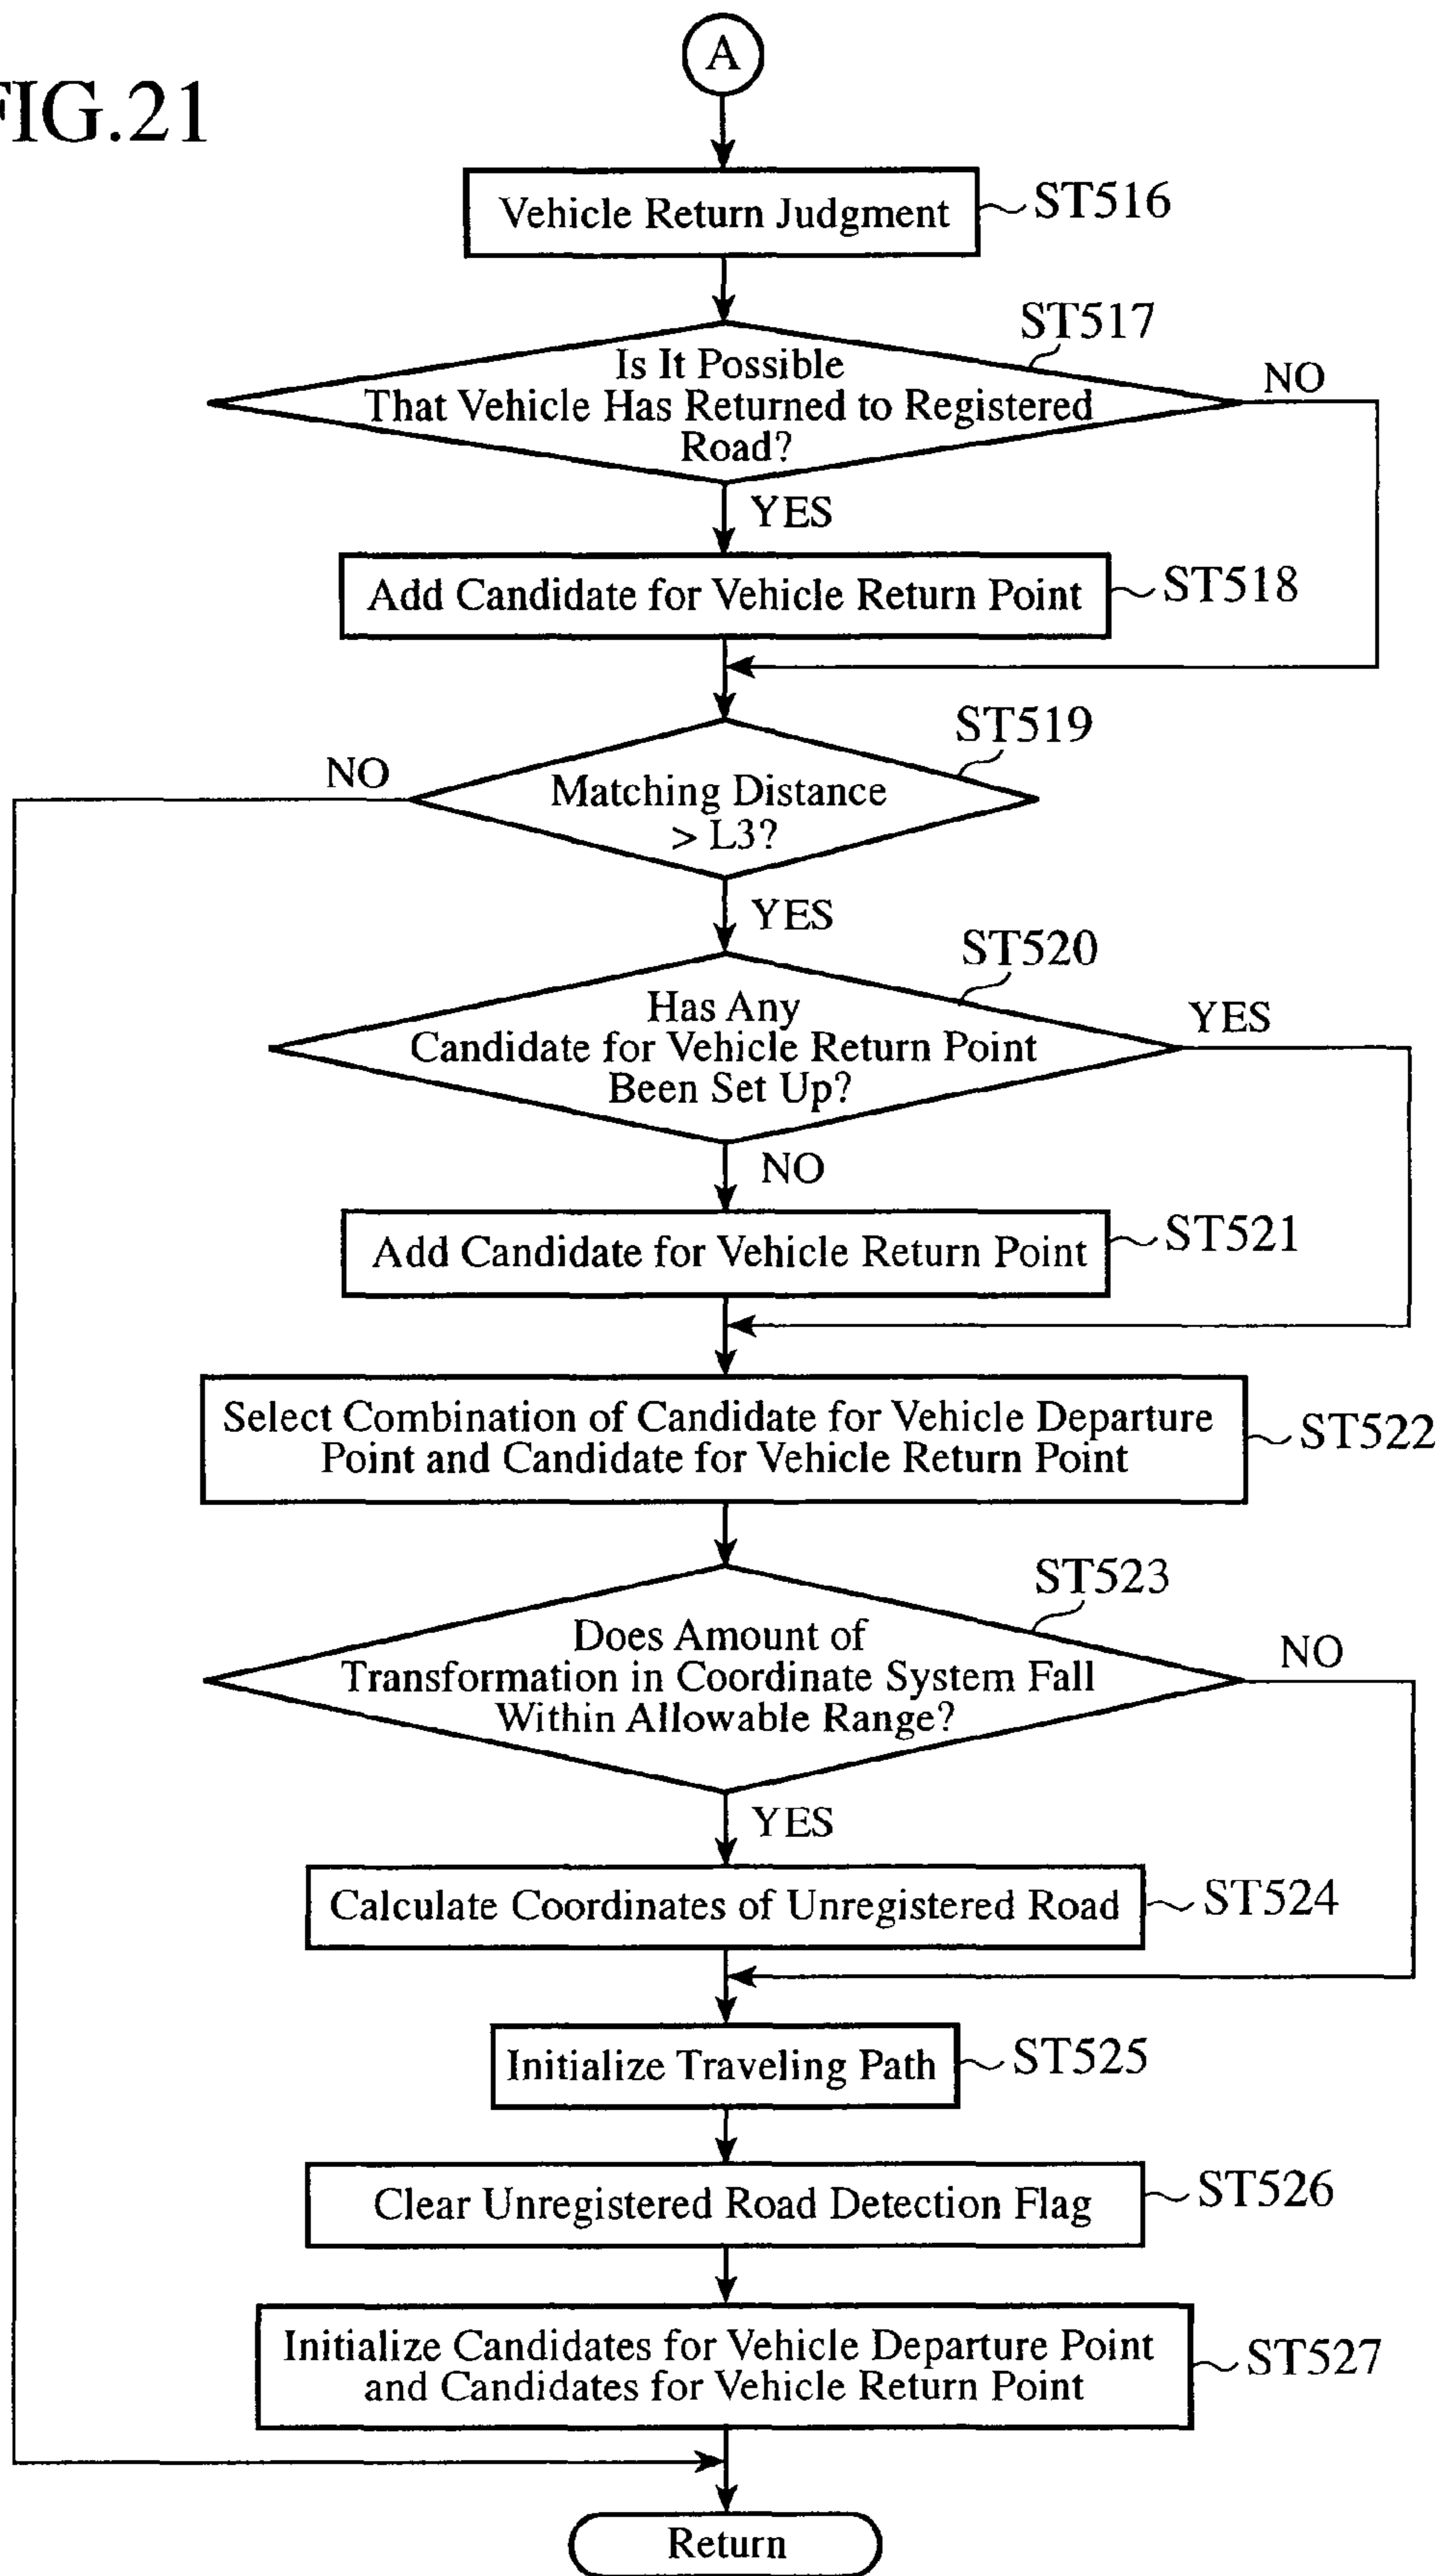 A
FIG.21
Vehicle Return Judgment
ST516
ST517
Is It Possible
That Vehicle Has Returned to Registered
Road?
NO
YES
Add Candidate for Vehicle Return Point
ST518
ST519
NO
Matching Distance
> L3?
YES
ST520
Has Any
Candidate for Vehicle Return Point
Been Set Up?
YES
NO
Add Candidate for Vehicle Return Point
ST521
Select Combination of Candidate for Vehicle Departure
Point and Candidate for Vehicle Return Point
ST522
ST523
Does Amount of
Transformation in Coordinate System Fall
Within Allowable Range?
NO
YES
Calculate Coordinates of Unregistered Road
ST524
Initialize Traveling Path
ST525
Clear Unregistered Road Detection Flag
ST526
Initialize Candidates for Vehicle Departure Point
and Candidates for Vehicle Return Point
ST527
Return